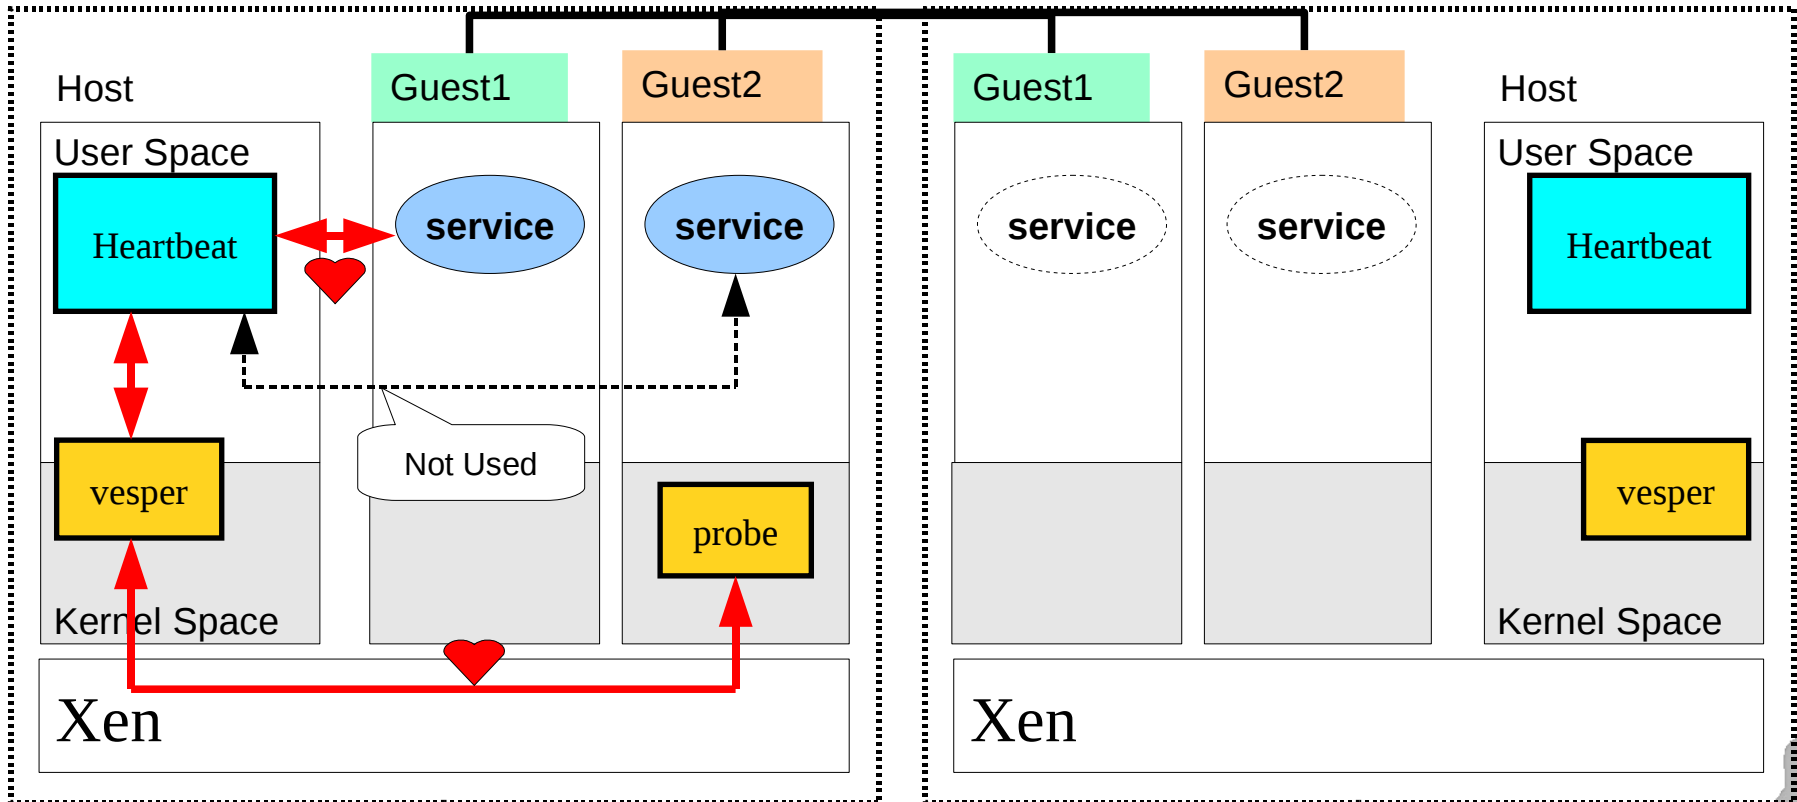 Host
Guest1
Guest2
User Space
Heartbeat
service
service
Not Used
vesper
probe
Kernel Space
Xen
Guest1
Guest2
Host
User Space
service
service
Heartbeat
vesper
Kernel Space
Xen